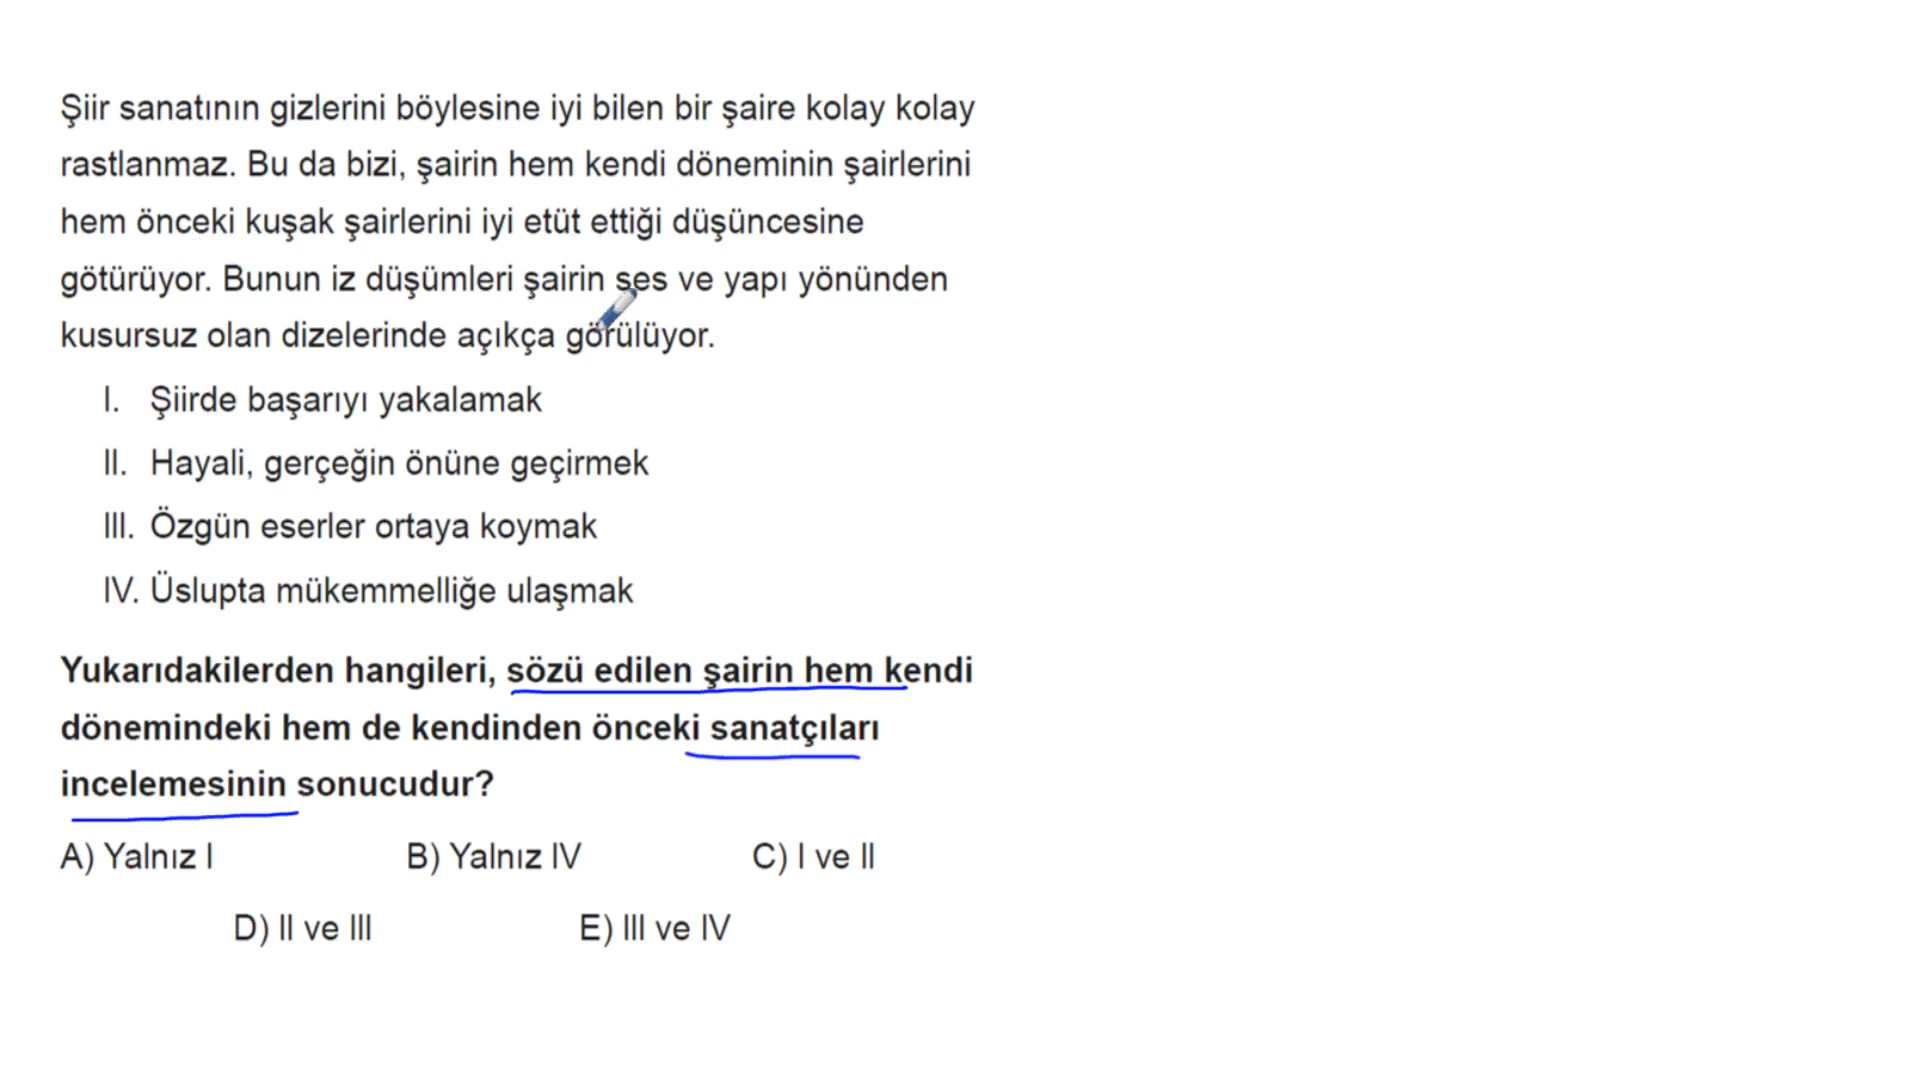 Şiir sanatının gizlerini böylesine iyi bilen bir şaire kolay kolay
rastlanmaz. Bu da bizi, şairin hem kendi döneminin şairlerini
hem önceki kuşak şairlerini iyi etüt ettiği düşüncesine
götürüyor. Bunun iz düşümleri şairin ses ve yapı yönünden
kusursuz olan dizelerinde açıkça görülüyor.
I. Şiirde başarıyı yakalamak
II. Hayali, gerçeğin önüne geçirmek
III. Özgün eserler ortaya koymak
IV. Üslupta mükemmelliğe ulaşmak
Yukarıdakilerden hangileri, sözü edilen şairin hem kendi
dönemindeki hem de kendinden önceki sanatçıları
incelemesinin sonucudur?
A) Yalnız I B) Yalnız IV C) I ve II
D) II ve III E) III ve IV